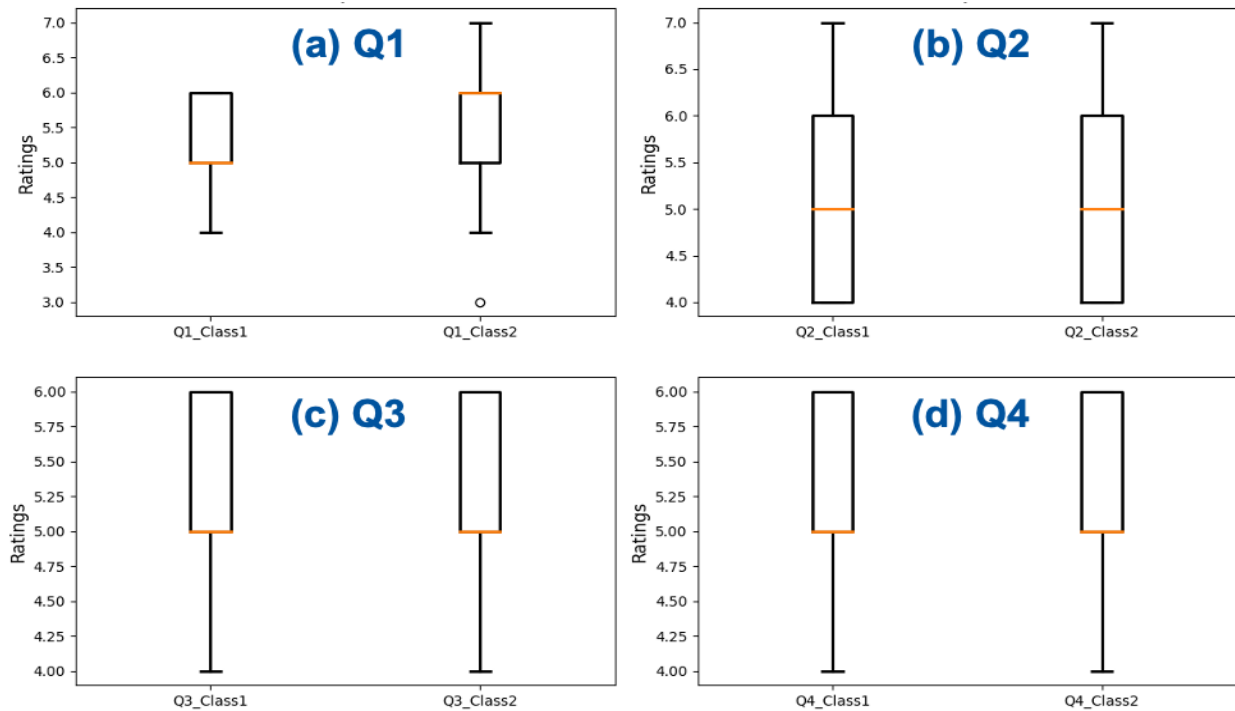 (a) Q1
7.0
6.5
6.0
5.5
5.0
4.5
4.0
3.5
3.0
Ratings
Q1_Class1 Q1_Class2
(b) Q2
7.0
6.5
6.0
5.5
5.0
4.5
4.0
Ratings
Q2_Class1 Q2_Class2
(c) Q3
6.00
5.75
5.50
5.25
5.00
4.75
4.50
4.25
4.00
Ratings
Q3_Class1 Q3_Class2
(d) Q4
6.00
5.75
5.50
5.25
5.00
4.75
4.50
4.25
4.00
Ratings
Q4_Class1 Q4_Class2